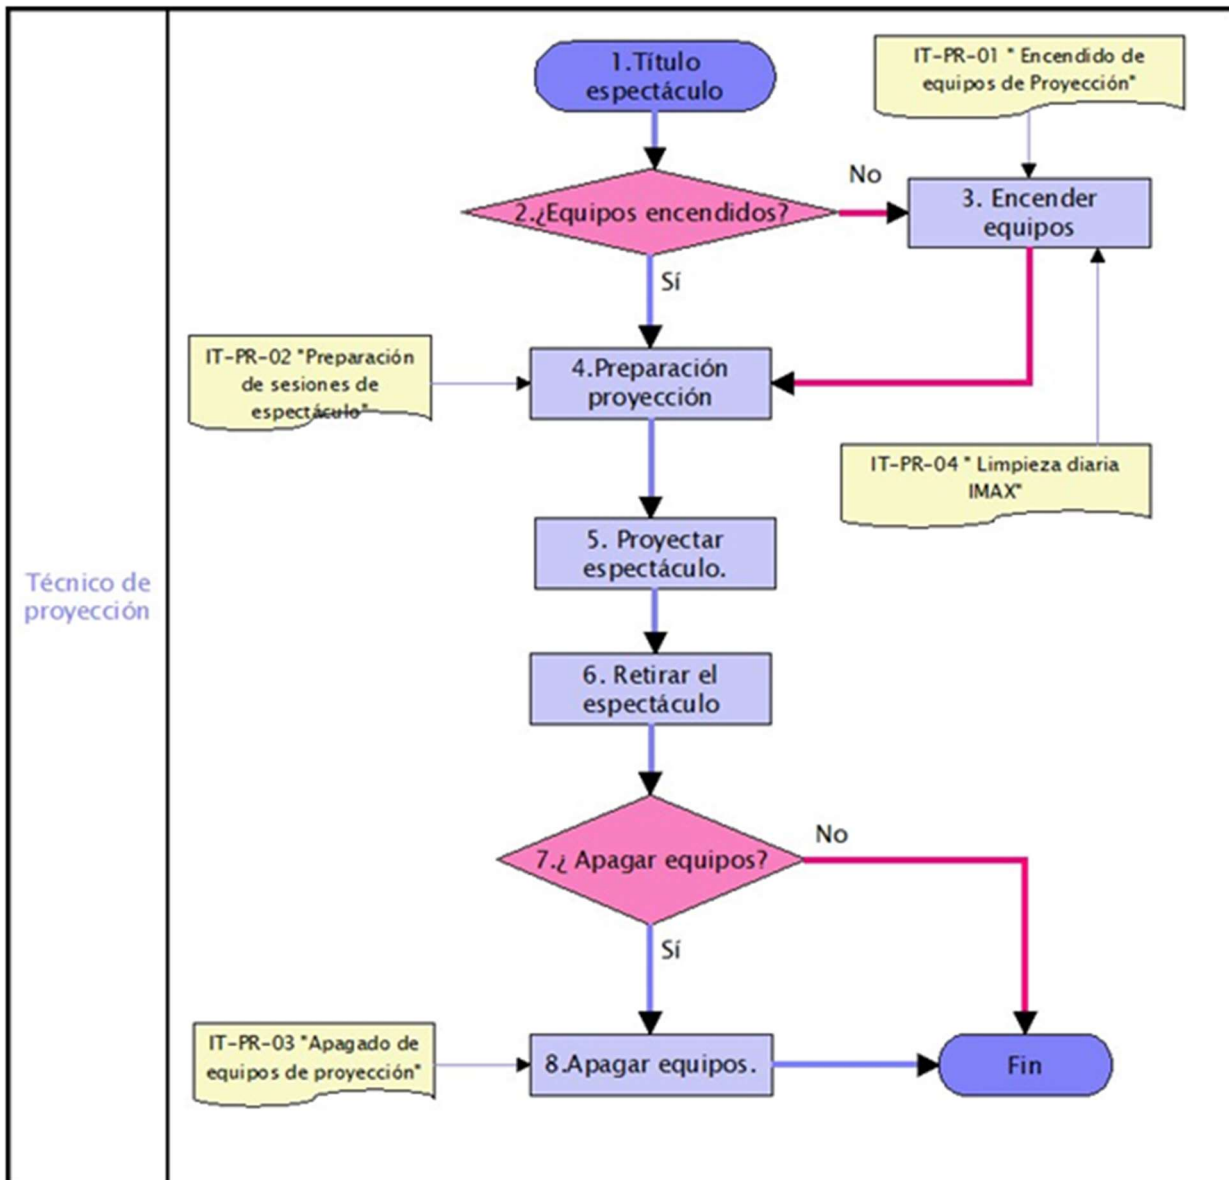 1.Título
espectáculo
IT-PR-01 " Encendido de
equipos de Proyección"
2.¿Equipos encendidos?
No
3. Encender
equipos
Sí
IT-PR-02 "Preparación
de sesiones de
espectáculo"
4.Preparación
proyección
IT-PR-04 " Limpieza diaria
IMAX"
5. Proyectar
espectáculo.
Técnico de
proyección
6. Retirar el
espectáculo
7.¿ Apagar equipos?
No
Sí
IT-PR-03 "Apagado de
equipos de proyección"
8.Apagar equipos.
Fin